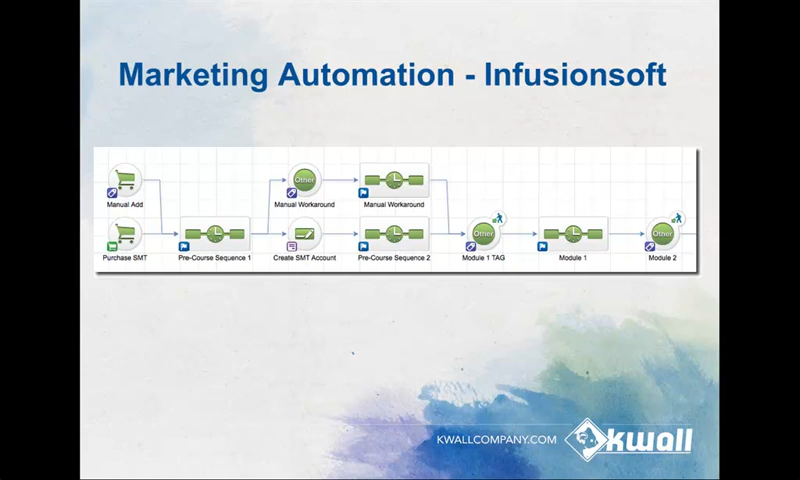 Marketing Automation - Infusionsoft
Other
Manual Add
Manual Workaround
Manual Workaround
Other
Other
Purchase SMT
Pre-Course Sequence 1
Create SMT Account
Pre-Course Sequence 2
Module 1 TAG
Module 1
Module 2
KWALLCOMPANY.COM
kwall